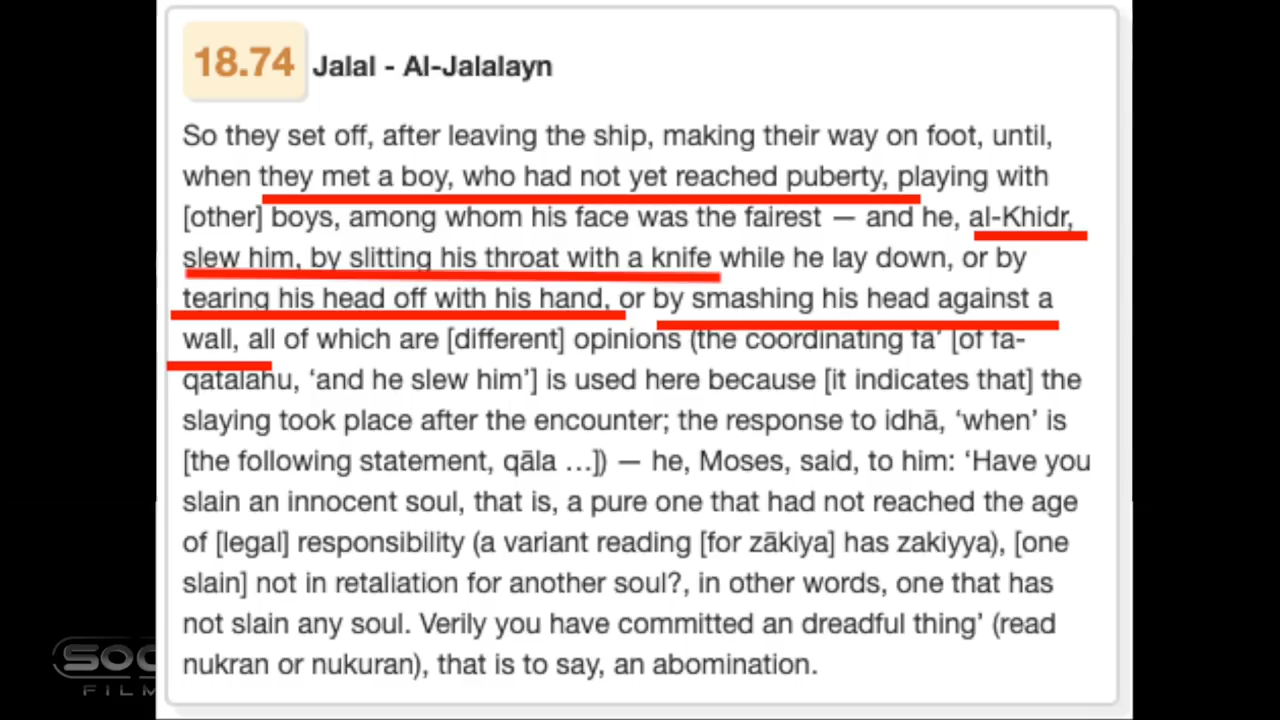 18.74 Jalal - Al-Jalalayn
So they set off, after leaving the ship, making their way on foot, until,
when they met a boy, who had not yet reached puberty, playing with
[other] boys, among whom his face was the fairest — and he, al-Khidr,
slew him, by slitting his throat with a knife while he lay down, or by
tearing his head off with his hand, or by smashing his head against a
wall, all of which are [different] opinions (the coordinating fa’ [of fa-
qatalahu, ‘and he slew him’] is used here because [it indicates that] the
slaying took place after the encounter; the response to idhā, ‘when’ is
[the following statement, qāla …]) — he, Moses, said, to him: ‘Have you
slain an innocent soul, that is, a pure one that had not reached the age
of [legal] responsibility (a variant reading [for zākiya] has zakiyya), [one
slain] not in retaliation for another soul?, in other words, one that has
not slain any soul. Verily you have committed an dreadful thing’ (read
nukran or nukuran), that is to say, an abomination.
SOC
FILM